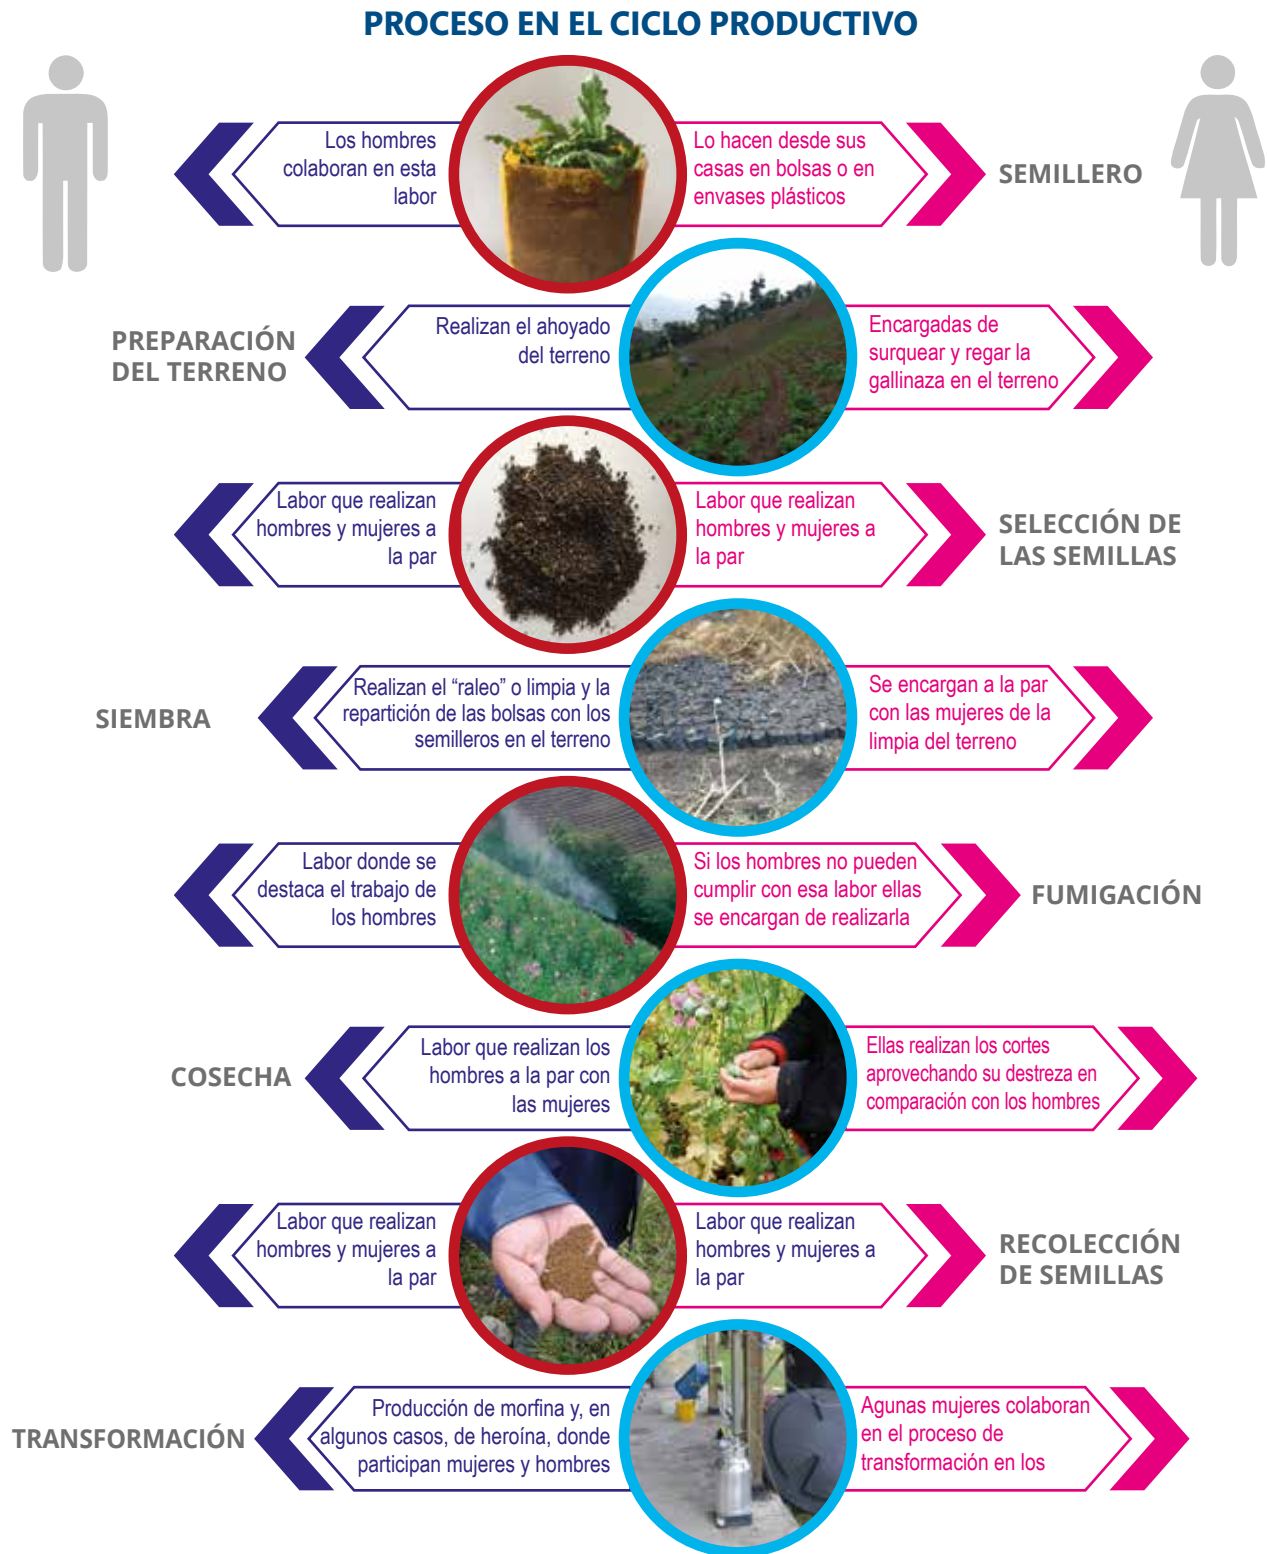 PROCESO EN EL CICLO PRODUCTIVO
Los hombres
colaboran en esta
labor
Lo hacen desde sus
casas en bolsas o en
envases plásticos
SEMILLERO
PREPARACIÓN
DEL TERRENO
Realizan el ahoyado
del terreno
Encargadas de
surquear y regar la
gallinaza en el terreno
Labor que realizan
hombres y mujeres a
la par
Labor que realizan
hombres y mujeres a
la par
SELECCIÓN DE
LAS SEMILLAS
SIEMBRA
Realizan el “raleo” o limpia y la
repartición de las bolsas con los
semilleros en el terreno
Se encargan a la par
con las mujeres de la
limpia del terreno
Labor donde se
destaca el trabajo de
los hombres
Si los hombres no pueden
cumplir con esa labor ellas
se encargan de realizarla
FUMIGACIÓN
COSECHA
Labor que realizan los
hombres a la par con
las mujeres
Ellas realizan los cortes
aprovechando su destreza en
comparación con los hombres
Labor que realizan
hombres y mujeres a
la par
Labor que realizan
hombres y mujeres a
la par
RECOLECCIÓN
DE SEMILLAS
TRANSFORMACIÓN
Producción de morfina y, en
algunos casos, de heroína, donde
participan mujeres y hombres
Agunas mujeres colaboran
en el proceso de
transformación en los